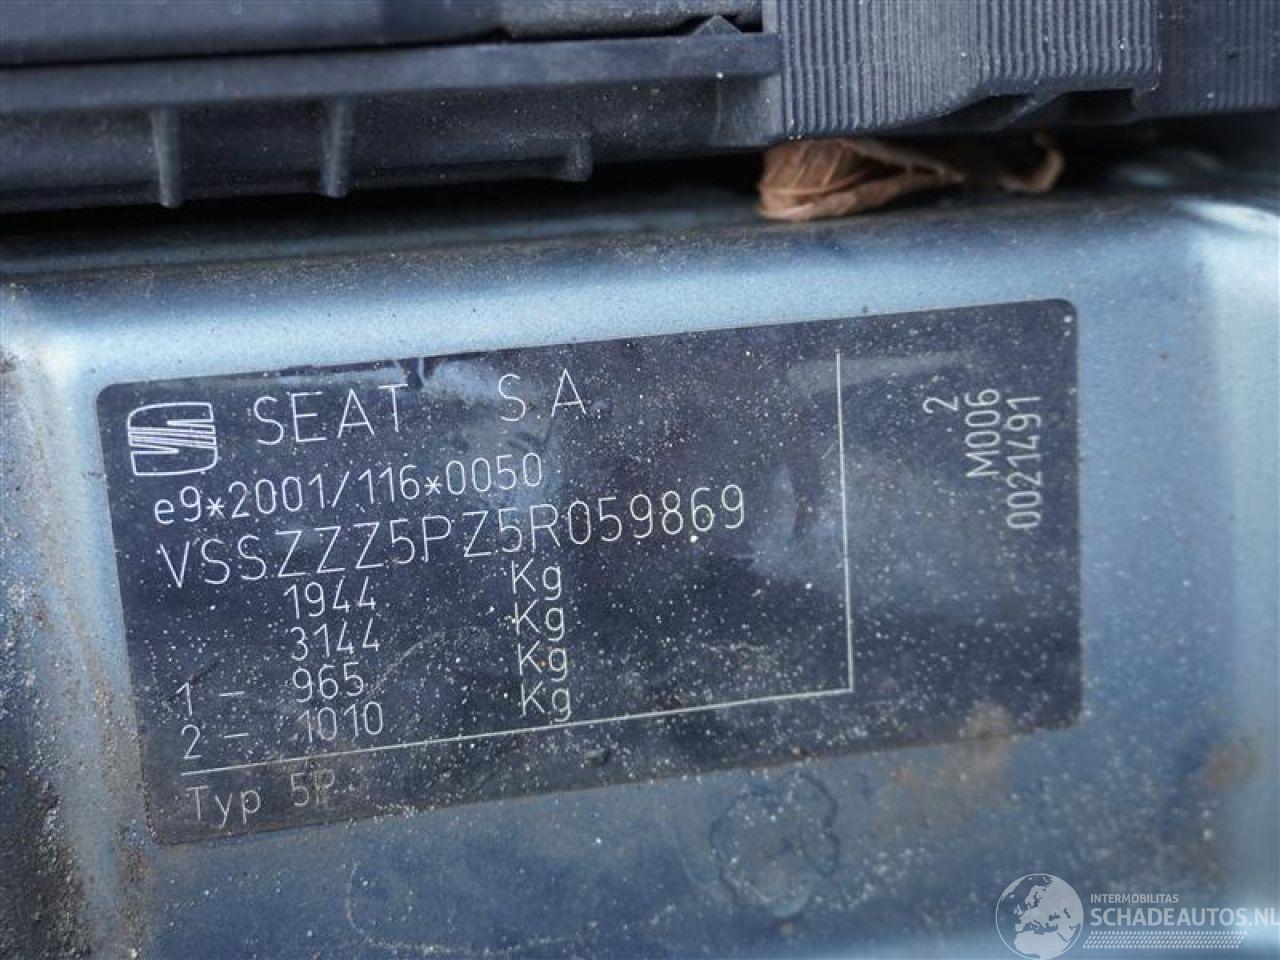 SEAT S.A.
e9*2001/116*0050
VSSZZZ5PZ5R059869
1944 Kg
3144 Kg
1 - 965 Kg
2 - 1010 Kg
Typ 5P
2
M006
0021491
INTERMOBILITAS
SCHADEAUTOS.NL